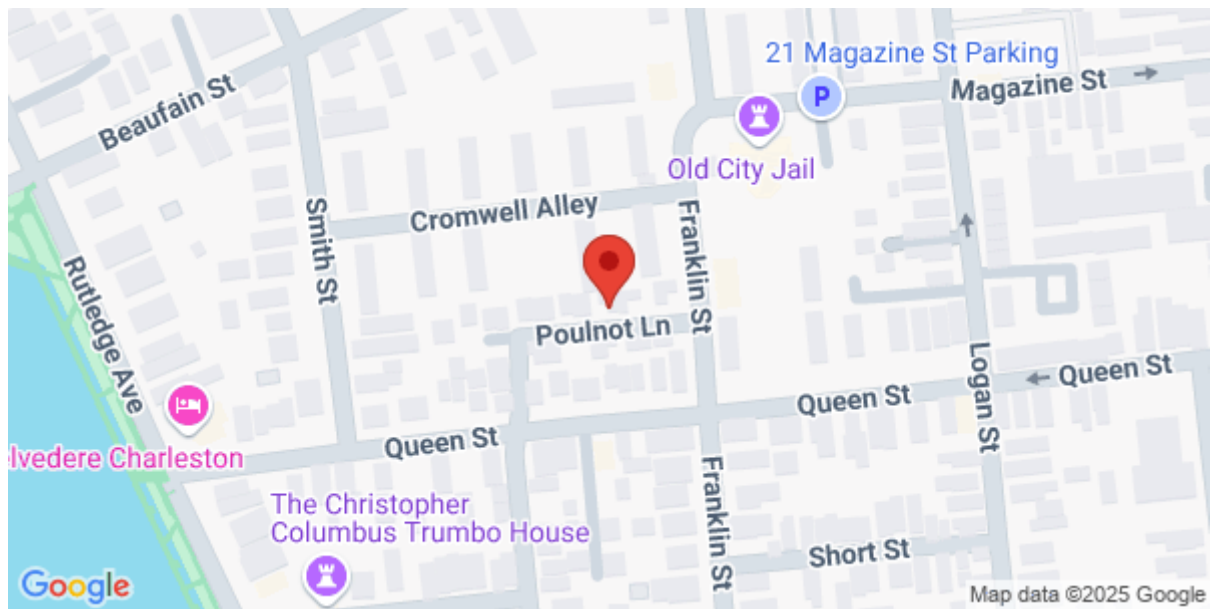 21 Magazine St Parking
P
Magazine St
Beaufain St
Old City Jail
Cromwell Alley
Smith St
Franklin St
Rutledge Ave
Poulnot Ln
Logan St
Queen St
Queen St
Queen St
elvedere Charleston
Franklin St
The Christopher
Columbus Trumbo House
Short St
Google
Map data ©2025 Google